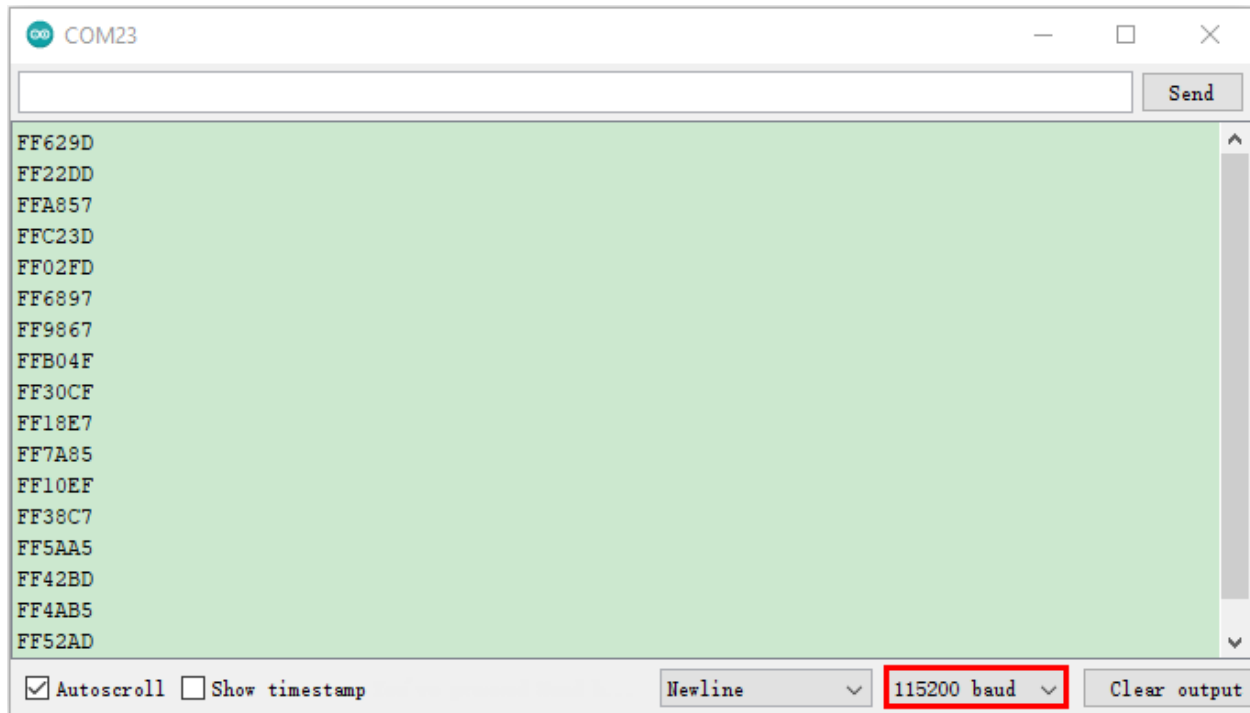 COM23
Send
FF629D
FF22DD
FFA857
FFC23D
FF02FD
FF6897
FF9867
FFB04F
FF30CF
FF18E7
FF7A85
FF10EF
FF38C7
FF5AA5
FF42BD
FF4AB5
FF52AD
Autoscroll Show timestamp Newline 115200 baud Clear output